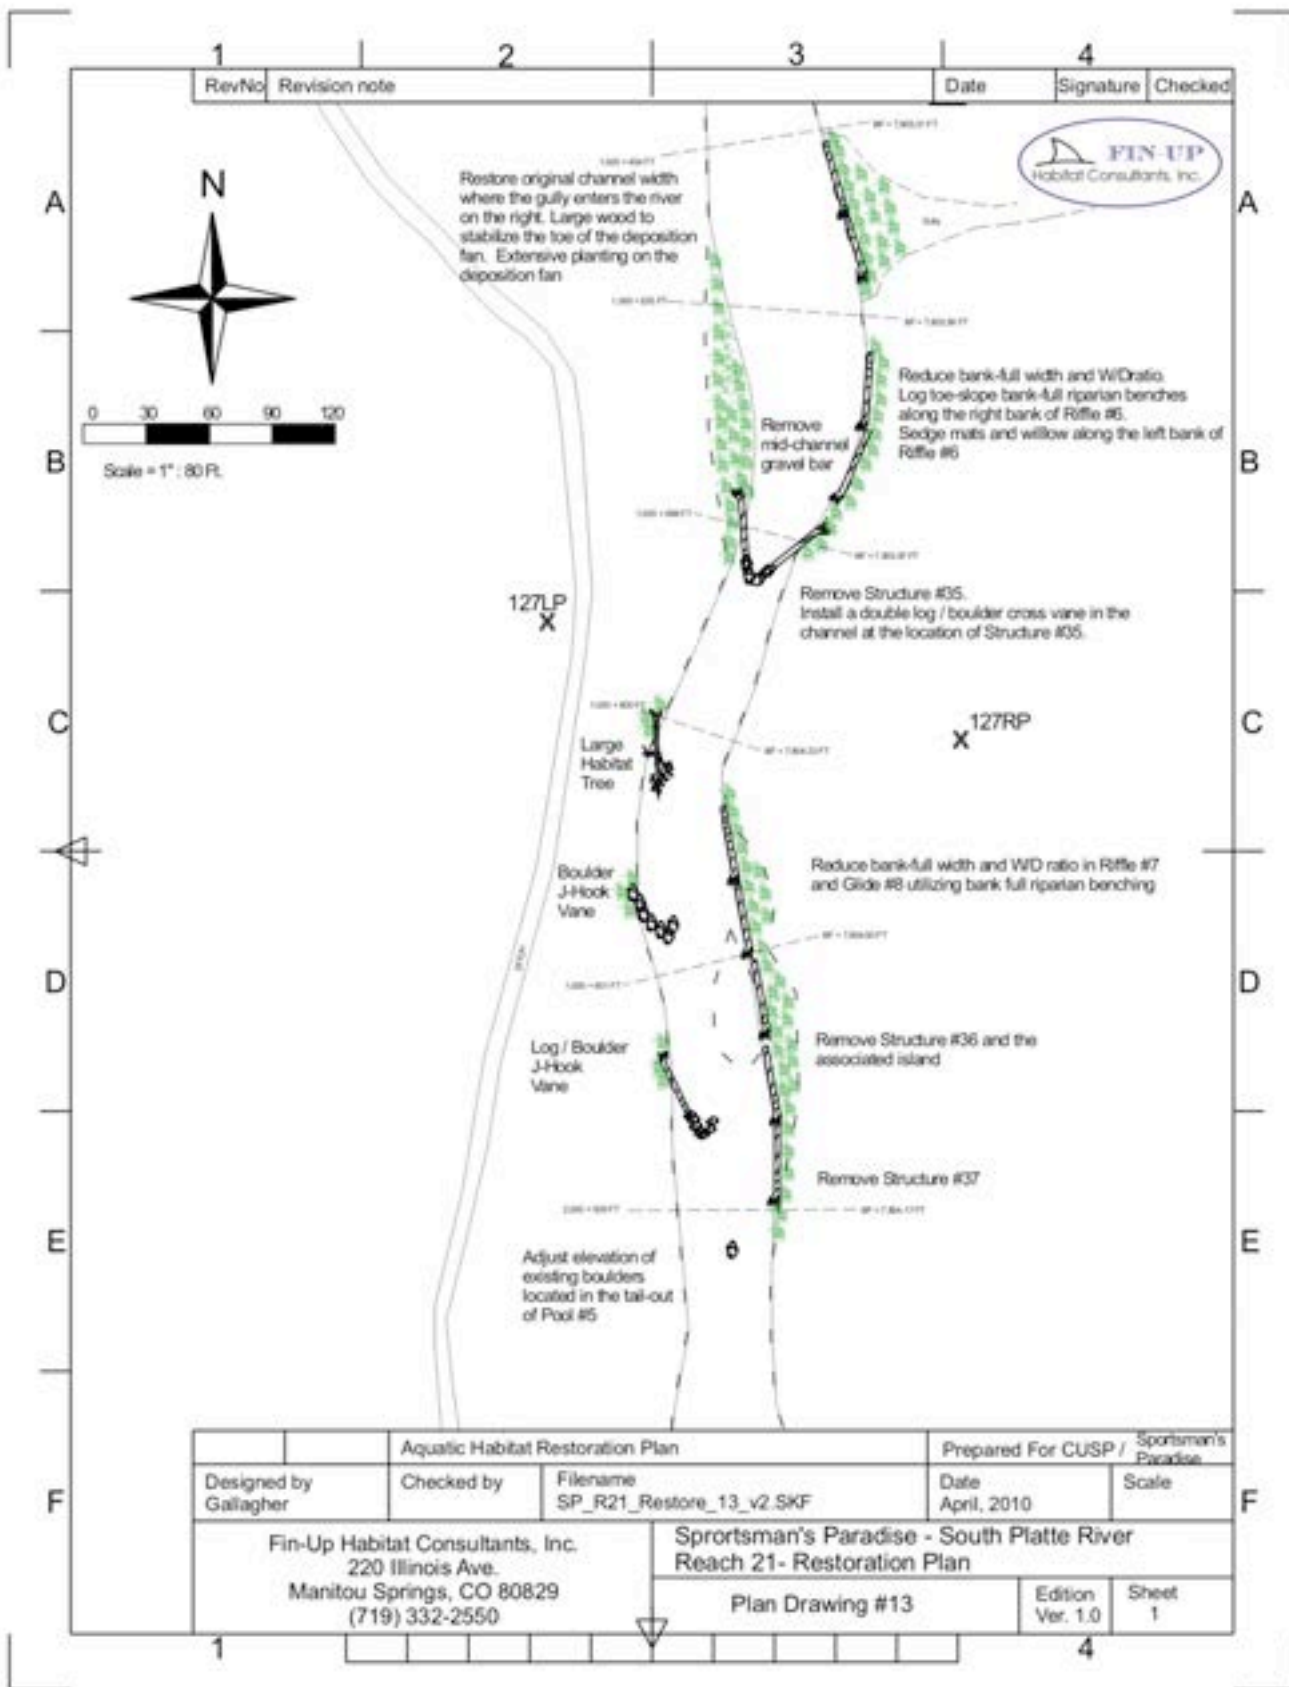 1 2 3 4
RevNo Revision note Date Signature Checked
FIN-UP
Habitat Consultants, Inc.
A A
N
Restore original channel width
where the gully enters the river
on the right. Large wood to
stabilize the toe of the deposition
fan. Extensive planting on the
deposition fan
0 30 60 90 120
Scale = 1" : 80 Ft.
B B
Reduce bank-full width and W/Dratio.
Log toe-slope bank-full riparian benches
along the right bank of Riffle #6.
Sedge mats and willlow along the left bank of
Riffle #6
Remove
mid-channel
gravel bar
Remove Structure #35.
Install a double log / boulder cross vane in the
channel at the location of Structure #35.
127LP
X
C C
127RP
X
Large
Habitat
Tree
Boulder
J-Hook
Vane
Reduce bank-full width and W/D ratio in Riffle #7
and Glide #8 utilizing bank full riparian benching
D D
Log / Boulder
J-Hook
Vane
Remove Structure #36 and the
associated island
Remove Structure #37
E E
Adjust elevation of
existing boulders
located in the tail-out
of Pool #5
Aquatic Habitat Restoration Plan
Prepared For CUSP / Sportsman's
Paradise
F F
Designed by
Gallagher
Checked by
Filename
SP_R21_Restore_13_v2.SKF
Date
April, 2010
Scale
Fin-Up Habitat Consultants, Inc.
220 Illinois Ave.
Manitou Springs, CO 80829
(719) 332-2550
Sprortsman's Paradise - South Platte River
Reach 21- Restoration Plan
Plan Drawing #13
Edition
Ver. 1.0
Sheet
1
1 4